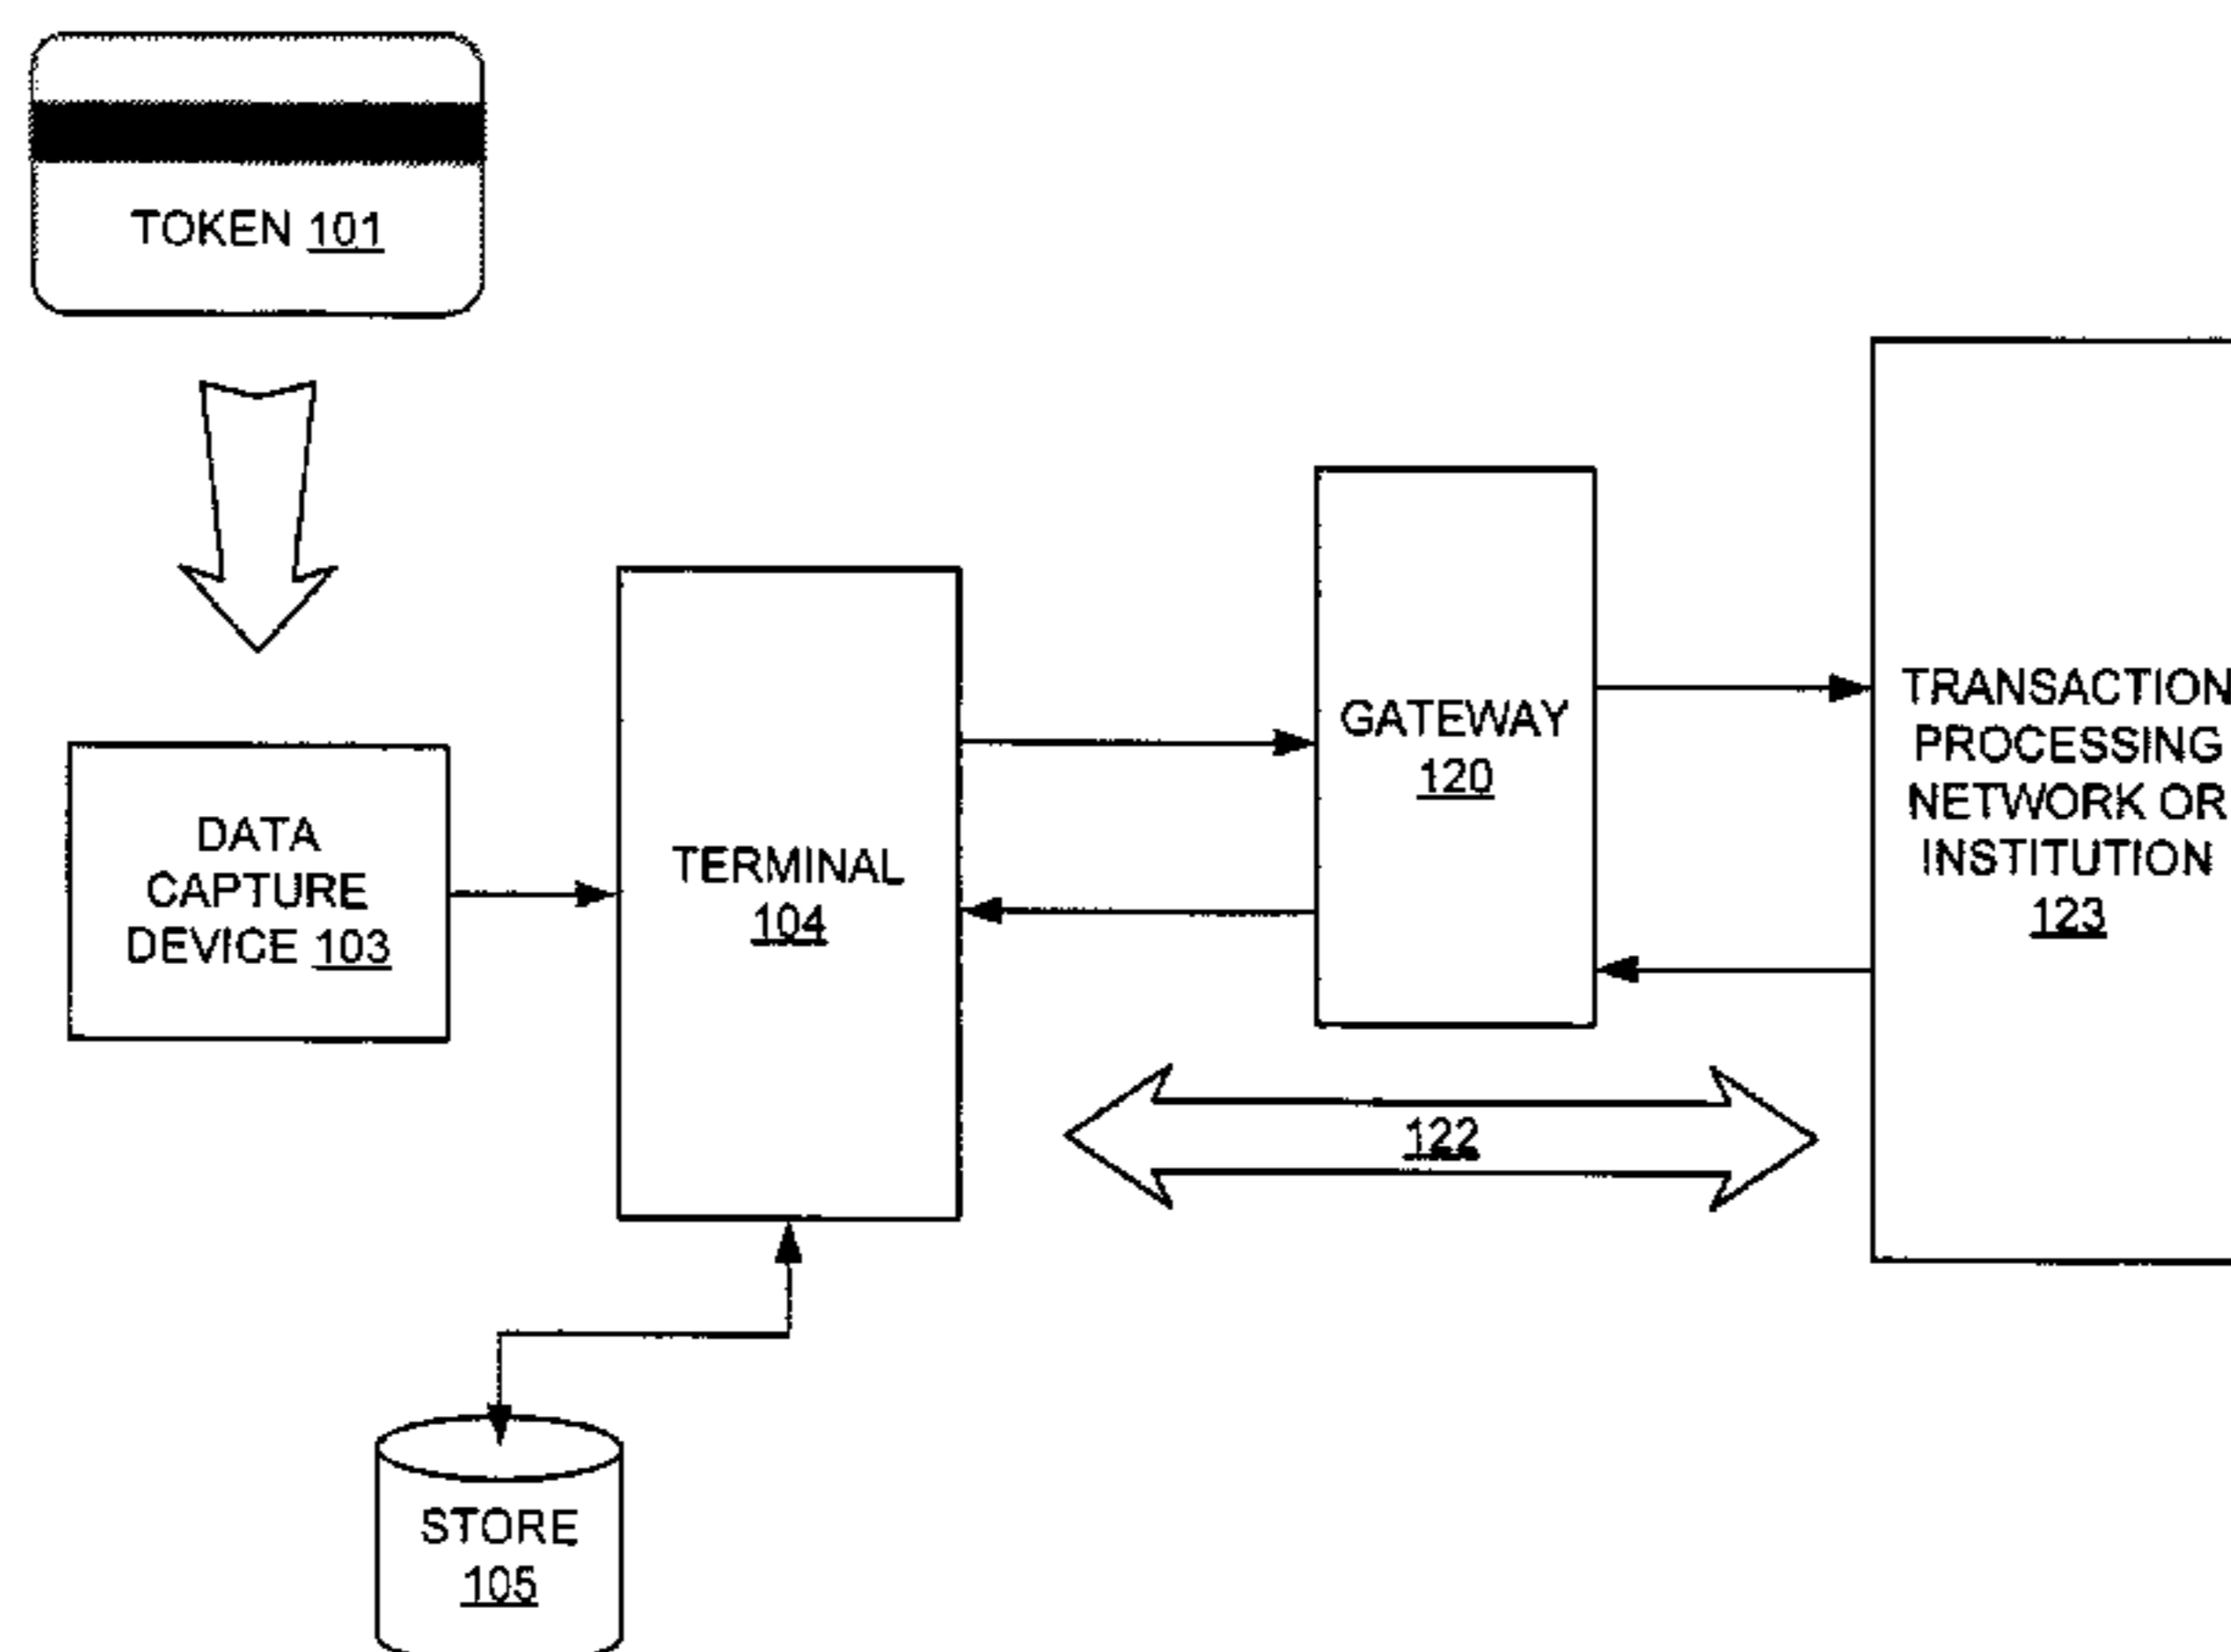 TOKEN 101
DATA
CAPTURE
DEVICE 103
TERMINAL
104
GATEWAY
120
TRANSACTION
PROCESSING
NETWORK OR
INSTITUTION
123
122
STORE
105